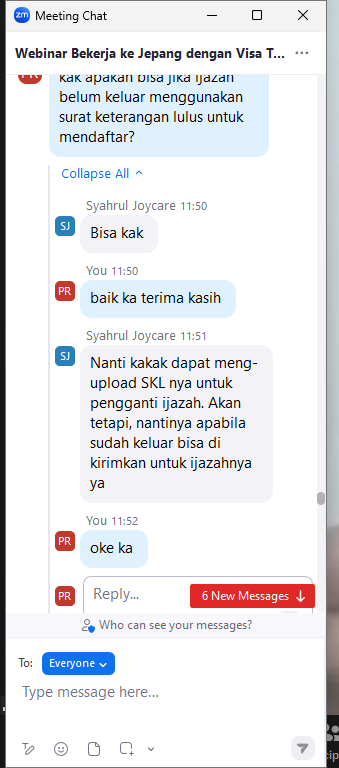 zm Meeting Chat
Webinar Bekerja ke Jepang dengan Visa T... ...
PR
kak apakah bisa jika ijazah
belum keluar menggunakan
surat keterangan lulus untuk
mendaftar?
Collapse All
Syahrul Joycare 11:50
SJ
Bisa kak
You 11:50
PR
baik ka terima kasih
Syahrul Joycare 11:51
SJ
Nanti kakak dapat meng-
upload SKL nya untuk
pengganti ijazah. Akan
tetapi, nantinya apabila
sudah keluar bisa di
kirimkan untuk ijazahnya
ya
You 11:52
PR
oke ka
PR
Reply...
6 New Messages ↓
Who can see your messages?
To: Everyone
Type message here...
cip